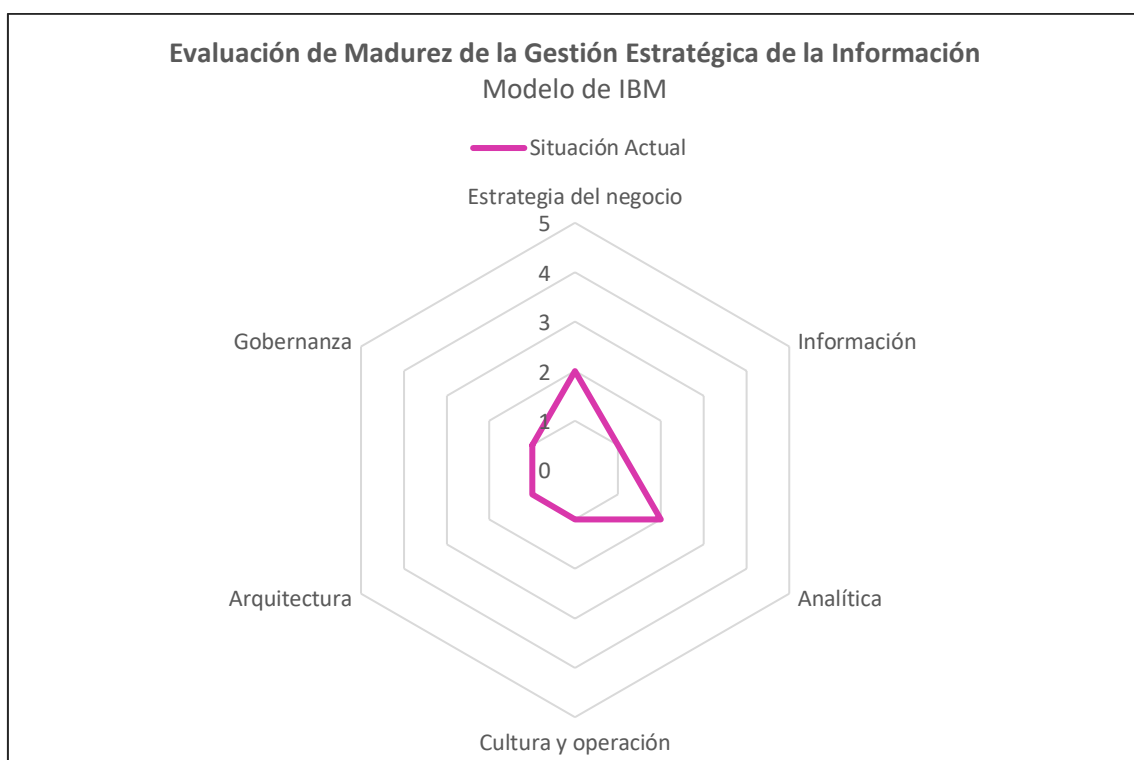 Evaluación de Madurez de la Gestión Estratégica de la Información
Modelo de IBM
Situación Actual
Estrategia del negocio
5
4
3
2
1
0
Gobernanza
Información
Arquitectura
Analítica
Cultura y operación